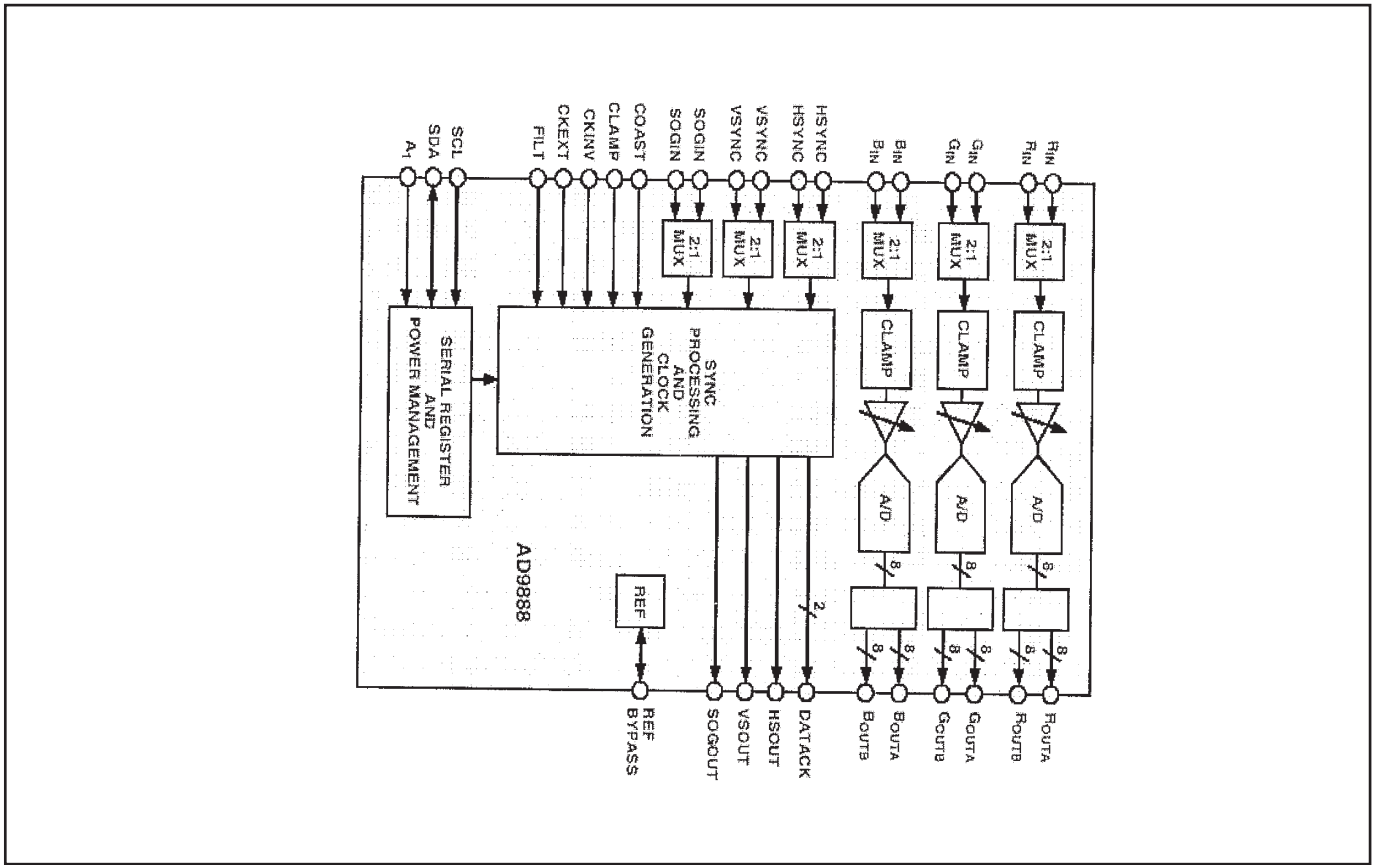 RIN
RIN
2:1
MUX
CLAMP
A/D
8
8
8
ROUTA
ROUTB
GIN
GIN
2:1
MUX
CLAMP
A/D
8
8
8
GOUTA
GOUTB
BIN
BIN
2:1
MUX
CLAMP
A/D
8
8
8
BOUTA
BOUTB
HSYNC
HSYNC
2:1
MUX
VSYNC
VSYNC
2:1
MUX
SOGIN
SOGIN
2:1
MUX
COAST
CLAMP
CKINV
CKEXT
FILT
SYNC
PROCESSING
AND
CLOCK
GENERATION
2
DATACK
HSOUT
VSOUT
SOGOUT
REF
REF
BYPASS
SCL
SDA
A1
SERIAL REGISTER
AND
POWER MANAGEMENT
AD9888